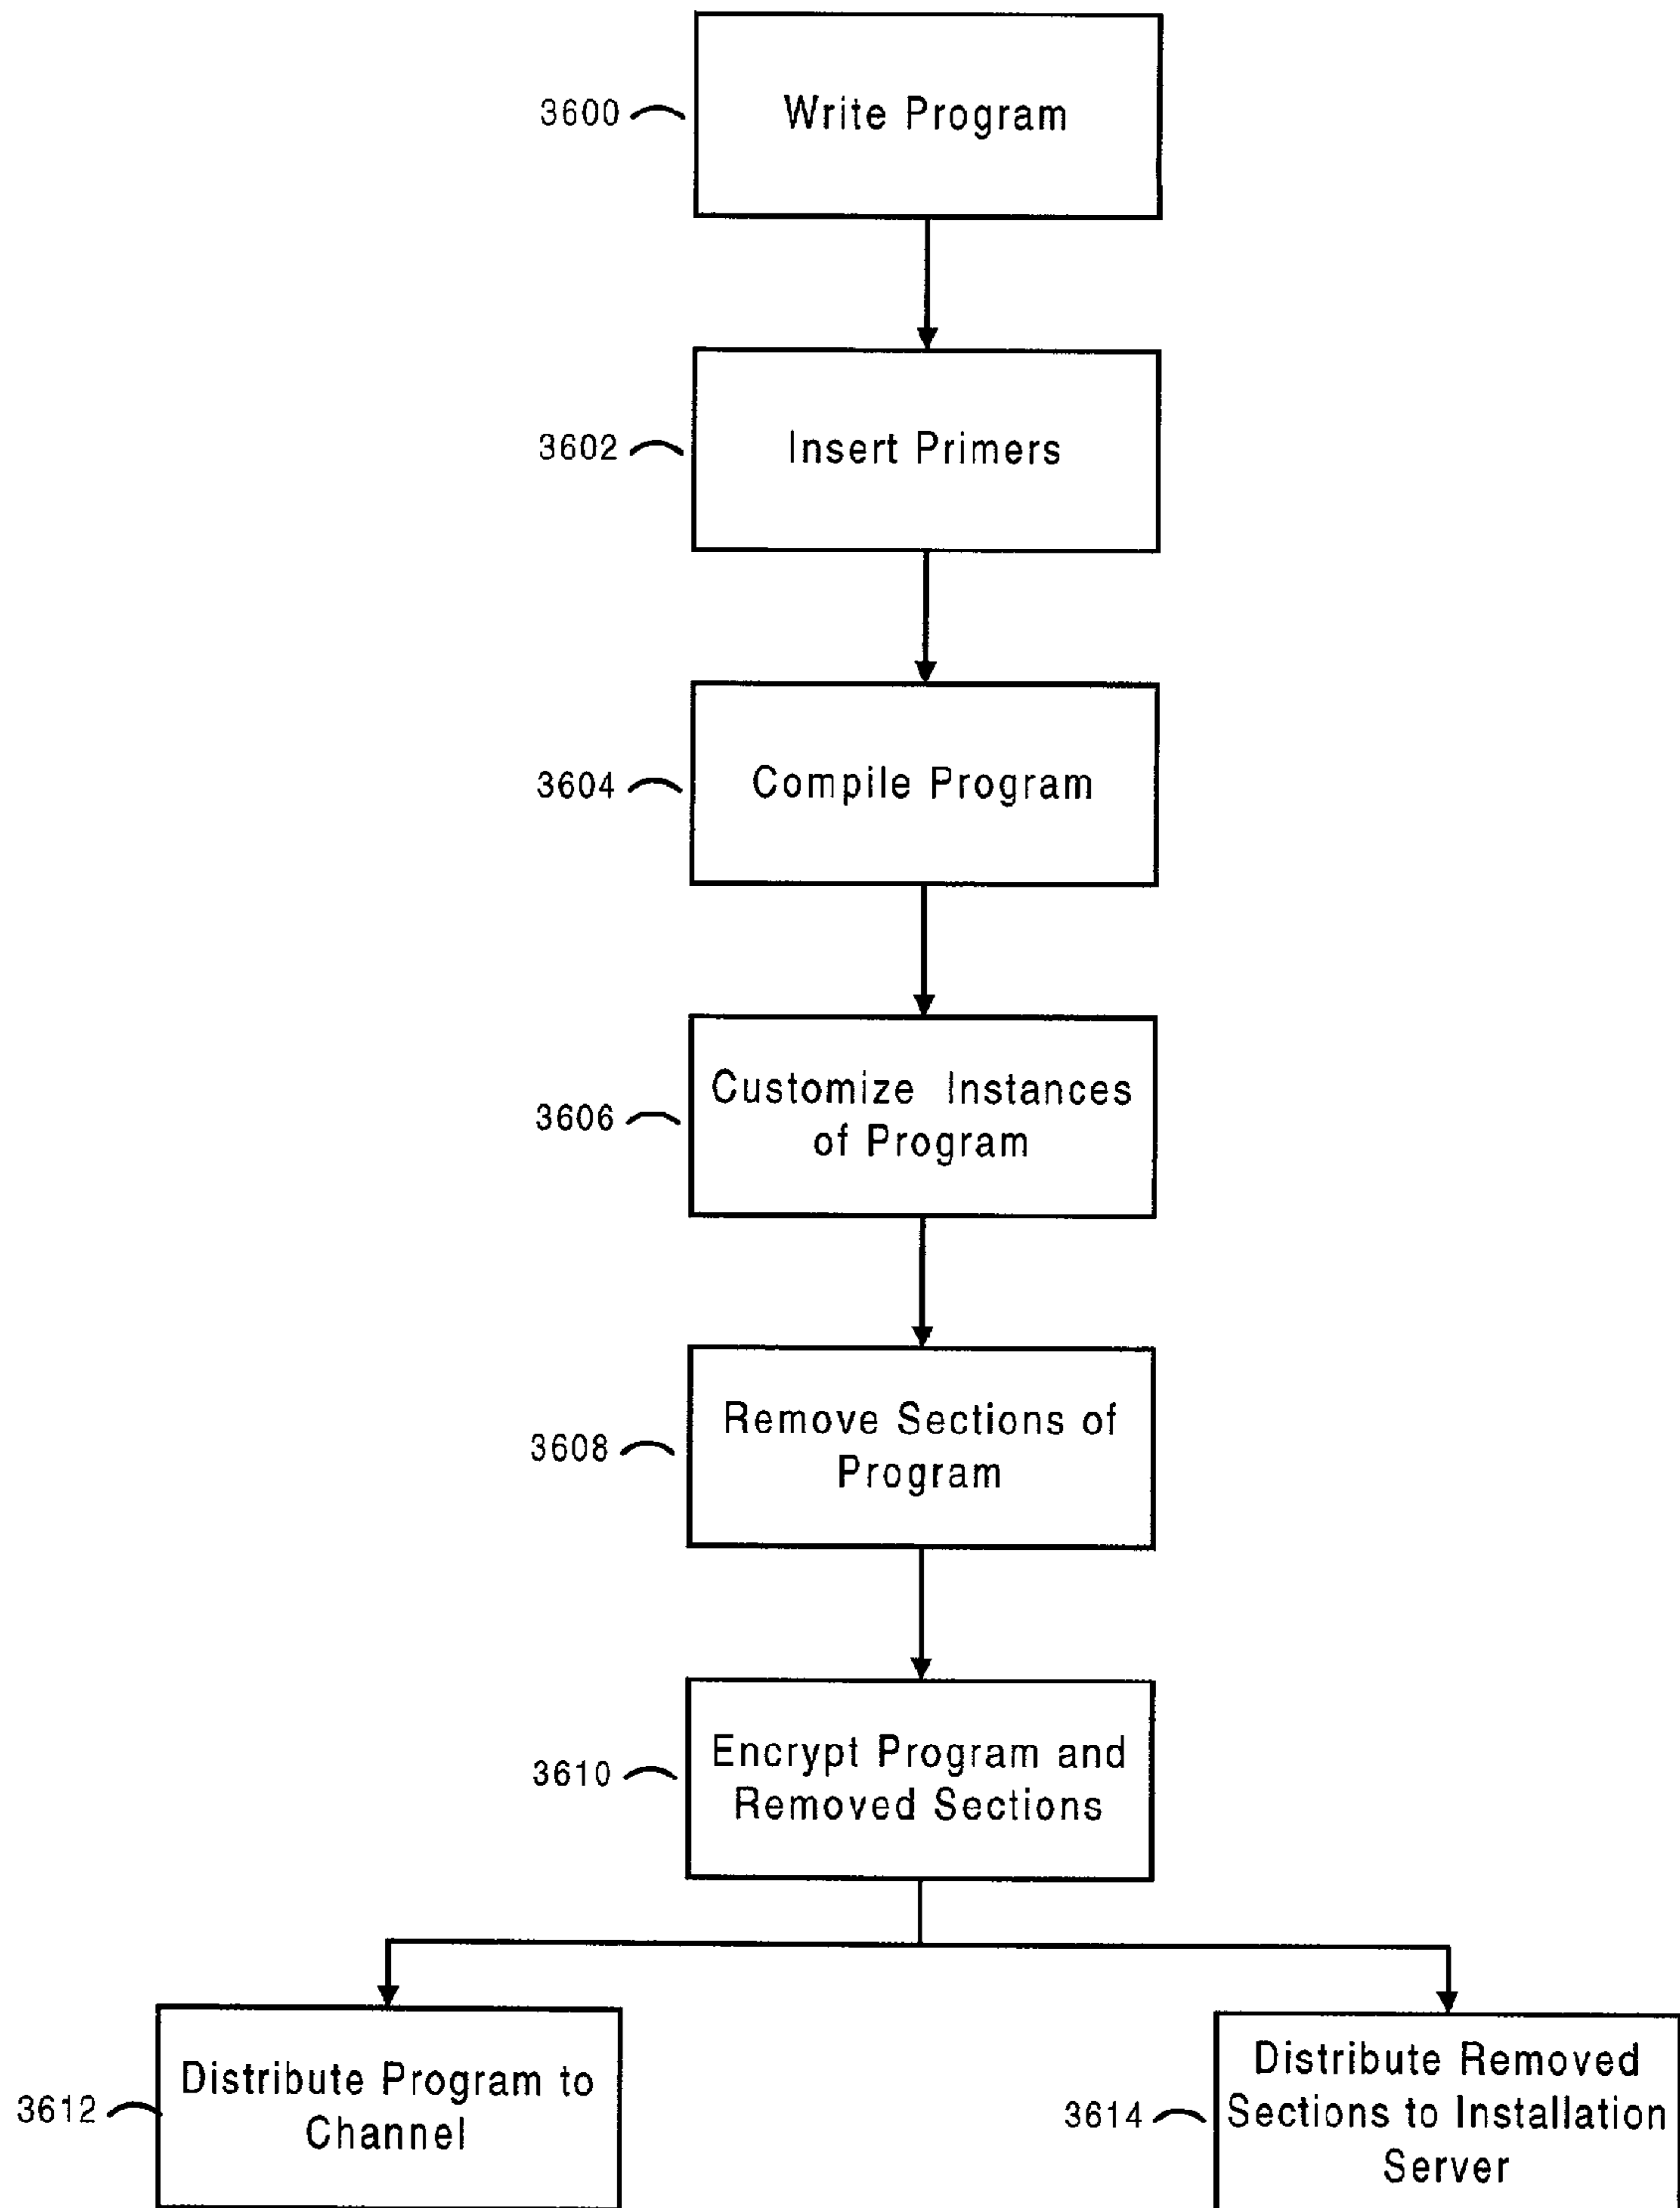 3600
Write Program
3602
Insert Primers
3604
Compile Program
3606
Customize Instances
of Program
3608
Remove Sections of
Program
3610
Encrypt Program and
Removed Sections
3612
Distribute Program to
Channel
3614
Distribute Removed
Sections to Installation
Server